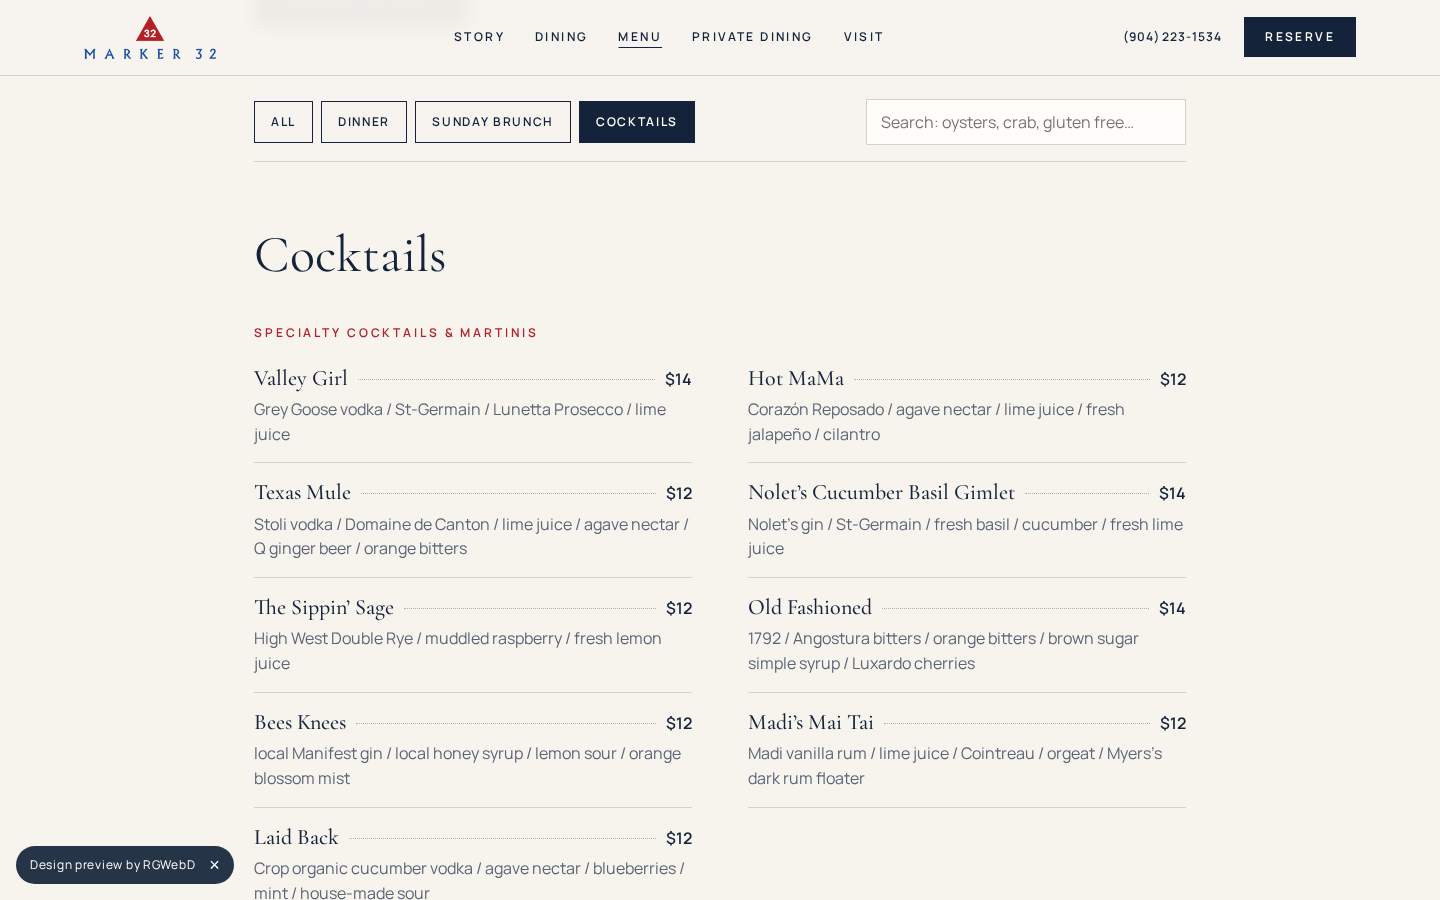 32
MARKER 32
STORY
DINING
MENU
PRIVATE DINING
VISIT
(904) 223-1534
RESERVE
ALL
DINNER
SUNDAY BRUNCH
COCKTAILS
Search: oysters, crab, gluten free...
Cocktails
SPECIALTY COCKTAILS & MARTINIS
Valley Girl $14
Grey Goose vodka / St-Germain / Lunetta Prosecco / lime
juice
Hot MaMa $12
Corazón Reposado / agave nectar / lime juice / fresh
jalapeño / cilantro
Texas Mule $12
Stoli vodka / Domaine de Canton / lime juice / agave nectar /
Q ginger beer / orange bitters
Nolet’s Cucumber Basil Gimlet $14
Nolet’s gin / St-Germain / fresh basil / cucumber / fresh lime
juice
The Sippin’ Sage $12
High West Double Rye / muddled raspberry / fresh lemon
juice
Old Fashioned $14
1792 / Angostura bitters / orange bitters / brown sugar
simple syrup / Luxardo cherries
Bees Knees $12
local Manifest gin / local honey syrup / lemon sour / orange
blossom mist
Madi’s Mai Tai $12
Madi vanilla rum / lime juice / Cointreau / orgeat / Myers’s
dark rum floater
Laid Back $12
Crop organic cucumber vodka / agave nectar / blueberries /
mint / house-made sour
Design preview by RGWebD ×